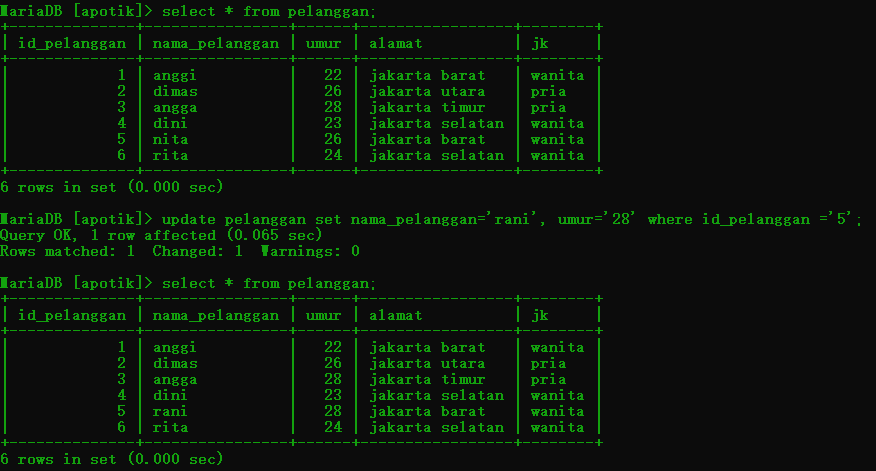 MariaDB [apotik]> select * from pelanggan;
+--------------+----------------+------+-----------------+--------+
| id_pelanggan | nama_pelanggan | umur | alamat          | jk     |
+--------------+----------------+------+-----------------+--------+
|            1 | anggi          |   22 | jakarta barat   | wanita |
|            2 | dimas          |   26 | jakarta utara   | pria   |
|            3 | angga          |   28 | jakarta timur   | pria   |
|            4 | dini           |   23 | jakarta selatan | wanita |
|            5 | nita           |   26 | jakarta barat   | wanita |
|            6 | rita           |   24 | jakarta selatan | wanita |
+--------------+----------------+------+-----------------+--------+
6 rows in set (0.000 sec)
MariaDB [apotik]> update pelanggan set nama_pelanggan='rani', umur='28' where id_pelanggan ='5';
Query OK, 1 row affected (0.065 sec)
Rows matched: 1  Changed: 1  Warnings: 0
MariaDB [apotik]> select * from pelanggan;
+--------------+----------------+------+-----------------+--------+
| id_pelanggan | nama_pelanggan | umur | alamat          | jk     |
+--------------+----------------+------+-----------------+--------+
|            1 | anggi          |   22 | jakarta barat   | wanita |
|            2 | dimas          |   26 | jakarta utara   | pria   |
|            3 | angga          |   28 | jakarta timur   | pria   |
|            4 | dini           |   23 | jakarta selatan | wanita |
|            5 | rani           |   28 | jakarta barat   | wanita |
|            6 | rita           |   24 | jakarta selatan | wanita |
+--------------+----------------+------+-----------------+--------+
6 rows in set (0.000 sec)